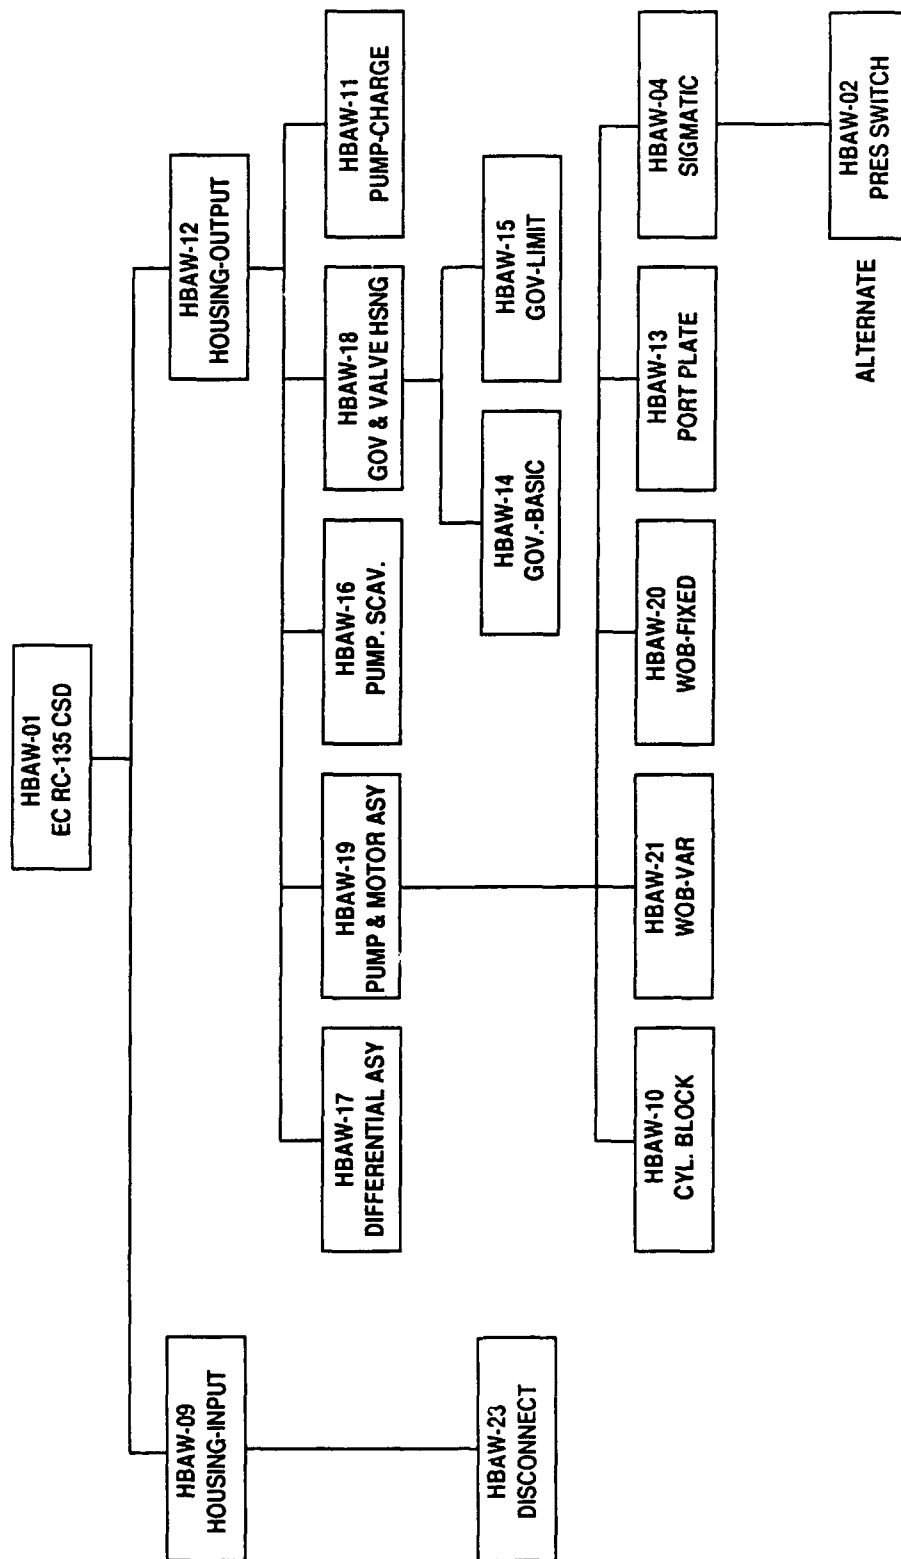 HBAW-01
EC RC-135 CSD
HBAW-09
HOUSING-INPUT
HBAW-12
HOUSING-OUTPUT
HBAW-17
DIFFERENTIAL ASY
HBAW-19
PUMP & MOTOR ASY
HBAW-16
PUMP. SCAV.
HBAW-18
GOV & VALVE HSNG
HBAW-11
PUMP-CHARGE
HBAW-23
DISCONNECT
HBAW-14
GOV.-BASIC
HBAW-15
GOV-LIMIT
HBAW-10
CYL. BLOCK
HBAW-21
WOB-VAR
HBAW-20
WOB-FIXED
HBAW-13
PORT PLATE
HBAW-04
SIGMATIC
ALTERNATE
HBAW-02
PRES SWITCH